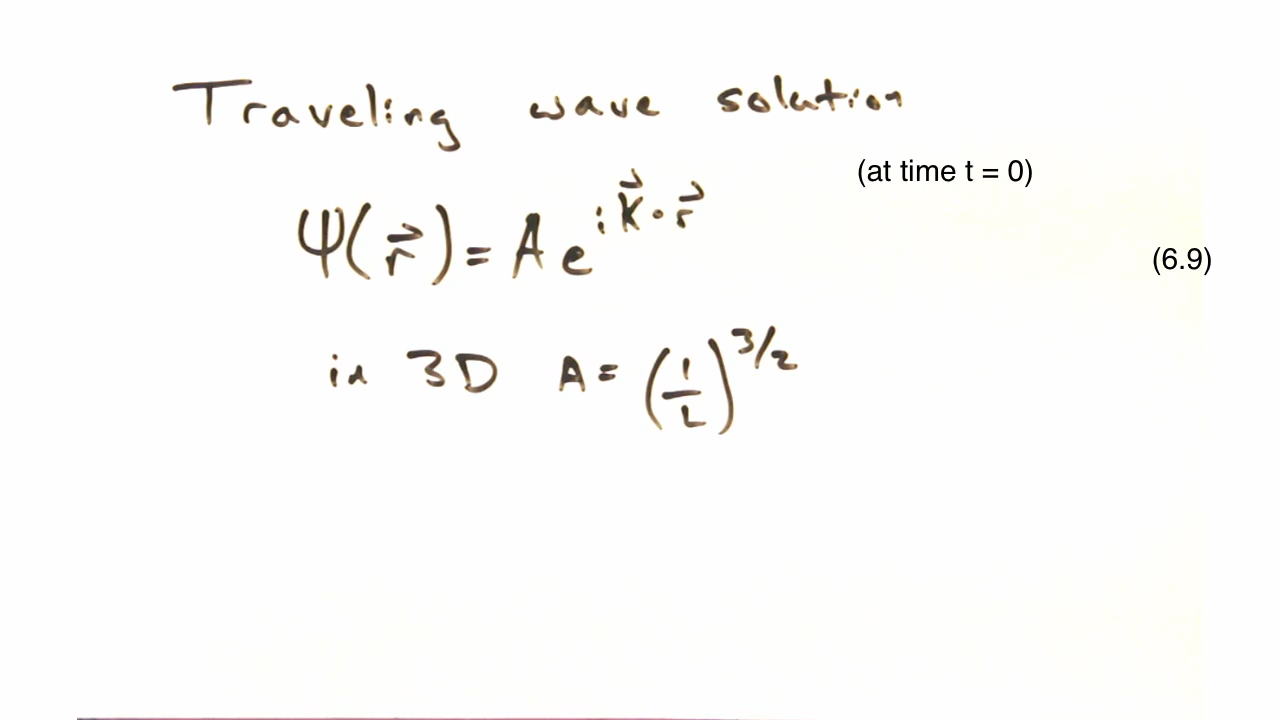 Traveling wave solution
(at time t = 0)
Ψ(r⃗) = A e^{i k⃗·r⃗}
(6.9)
in 3D A = (1/L)^{3/2}